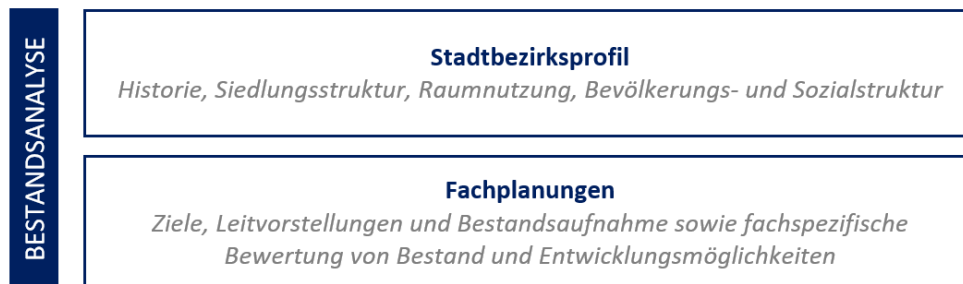 BESTANDSANALYSE
Stadtbezirksprofil
Historie, Siedlungsstruktur, Raumnutzung, Bevölkerungs- und Sozialstruktur
Fachplanungen
Ziele, Leitvorstellungen und Bestandsaufnahme sowie fachspezifische
Bewertung von Bestand und Entwicklungsmöglichkeiten